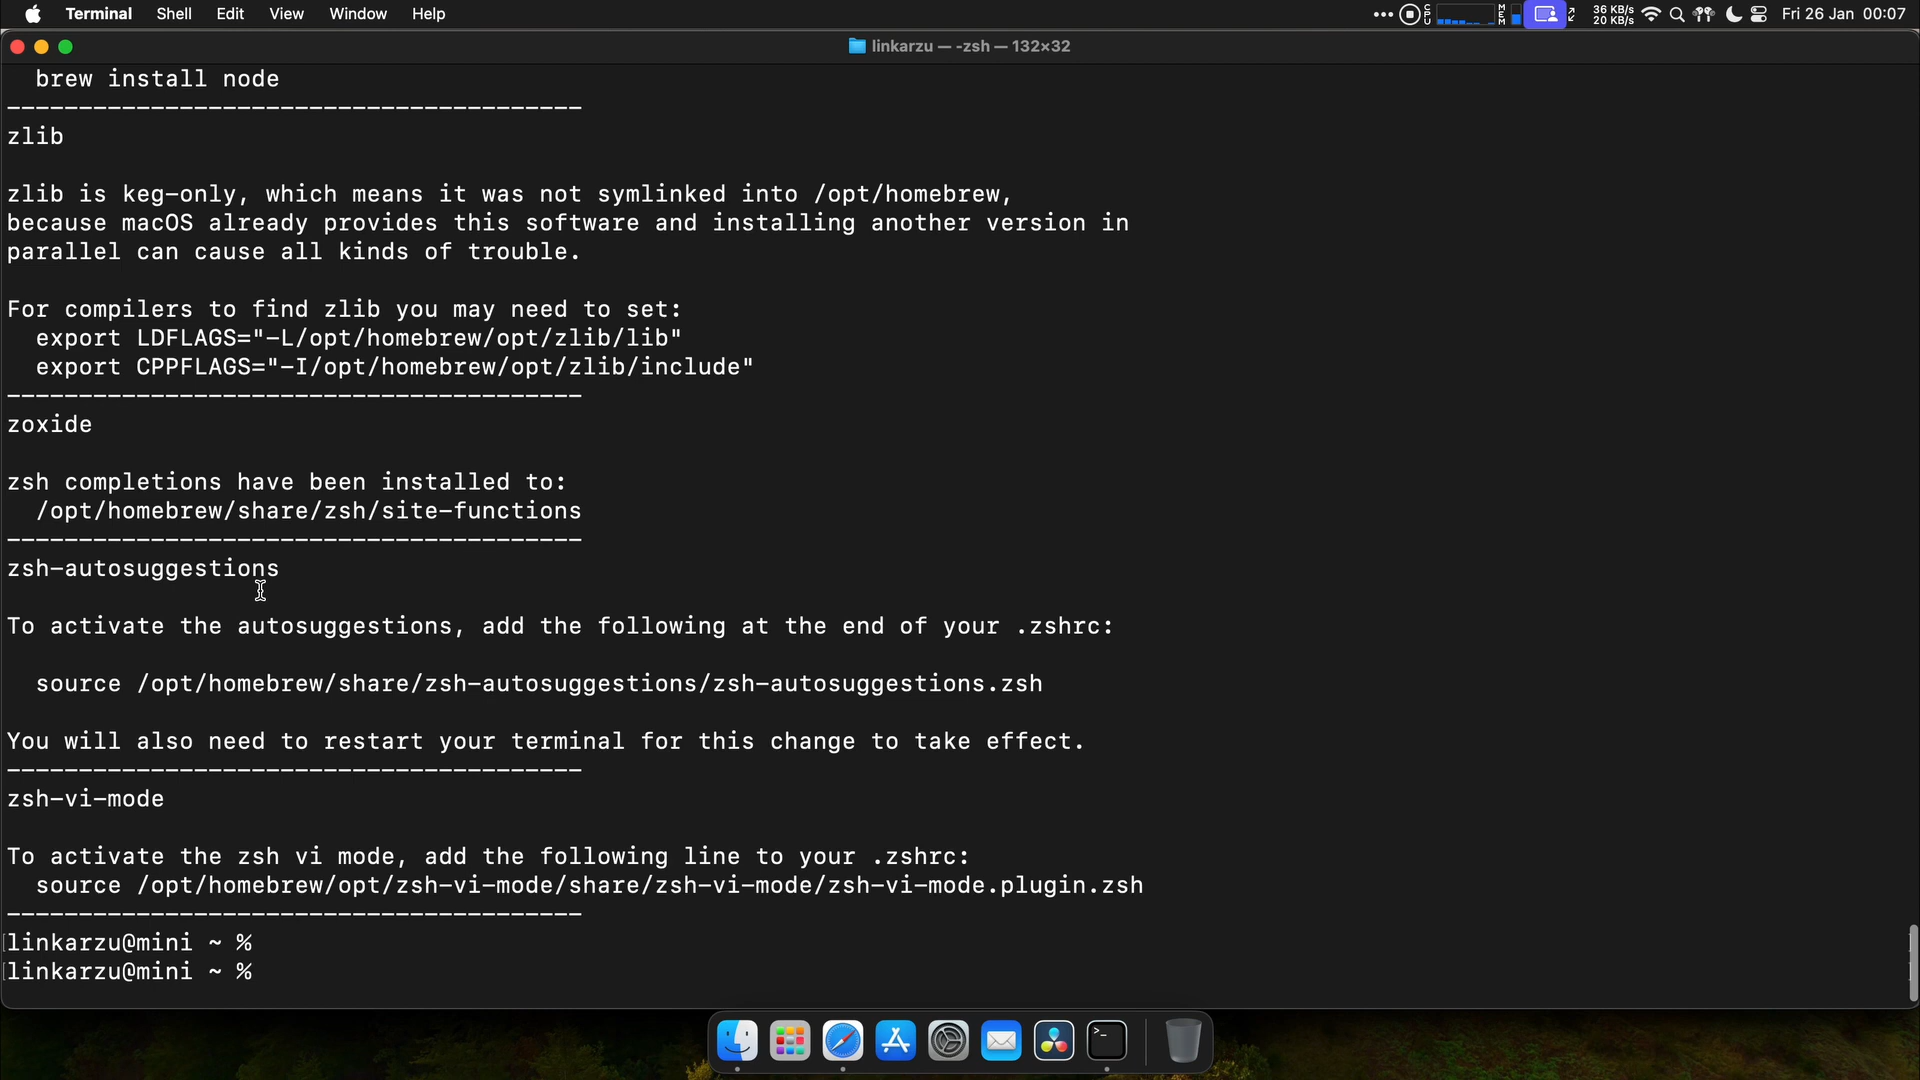 Terminal Shell Edit View Window Help
CPU MEM 36 KB/s 20 KB/s Fri 26 Jan 00:07
linkarzu — -zsh — 132×32
brew install node
----------------------------------------
zlib
zlib is keg-only, which means it was not symlinked into /opt/homebrew,
because macOS already provides this software and installing another version in
parallel can cause all kinds of trouble.
For compilers to find zlib you may need to set:
export LDFLAGS="-L/opt/homebrew/opt/zlib/lib"
export CPPFLAGS="-I/opt/homebrew/opt/zlib/include"
----------------------------------------
zoxide
zsh completions have been installed to:
/opt/homebrew/share/zsh/site-functions
----------------------------------------
zsh-autosuggestions
To activate the autosuggestions, add the following at the end of your .zshrc:
source /opt/homebrew/share/zsh-autosuggestions/zsh-autosuggestions.zsh
You will also need to restart your terminal for this change to take effect.
----------------------------------------
zsh-vi-mode
To activate the zsh vi mode, add the following line to your .zshrc:
source /opt/homebrew/opt/zsh-vi-mode/share/zsh-vi-mode/zsh-vi-mode.plugin.zsh
----------------------------------------
linkarzu@mini ~ %
linkarzu@mini ~ %